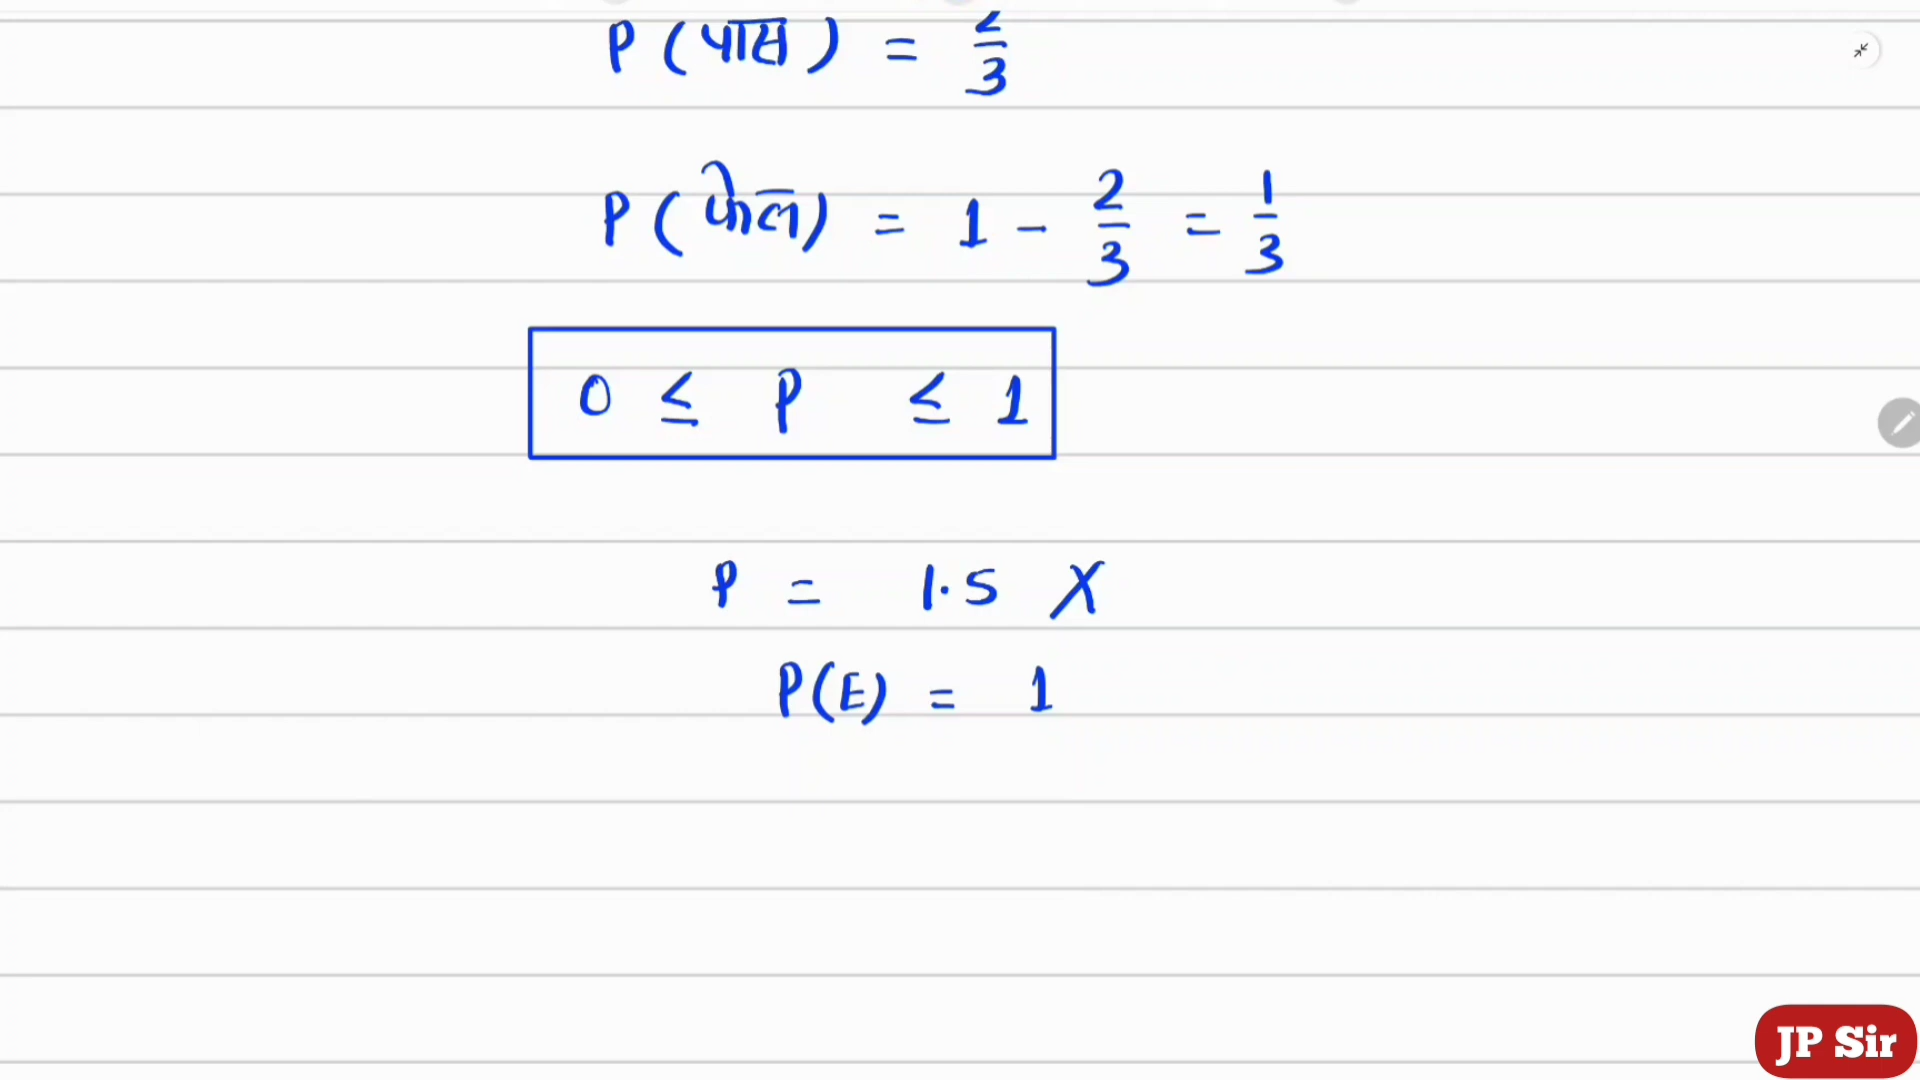 P ( पास ) = 2/3
P ( फेल ) = 1 - 2/3 = 1/3
0 ≤ P ≤ 1
P = 1.5 X
P(E) = 1
JP Sir